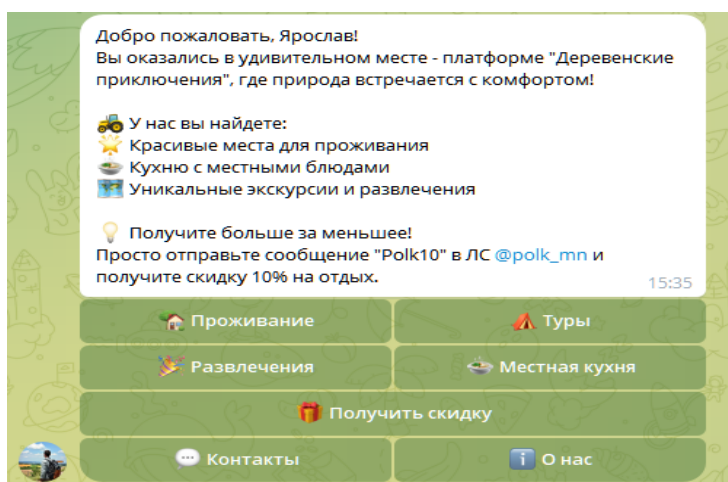 Добро пожаловать, Ярослав!
Вы оказались в удивительном месте - платформе "Деревенские
приключения", где природа встречается с комфортом!
🚜 У нас вы найдете:
🌟 Красивые места для проживания
🍲 Кухню с местными блюдами
🗺️ Уникальные экскурсии и развлечения
💡 Получите больше за меньшее!
Просто отправьте сообщение "Polk10" в ЛС @polk_mn и
получите скидку 10% на отдых.
15:35
🏡 Проживание
🏕️ Туры
🎉 Развлечения
🍲 Местная кухня
🎁 Получить скидку
💬 Контакты
ℹ️ О нас